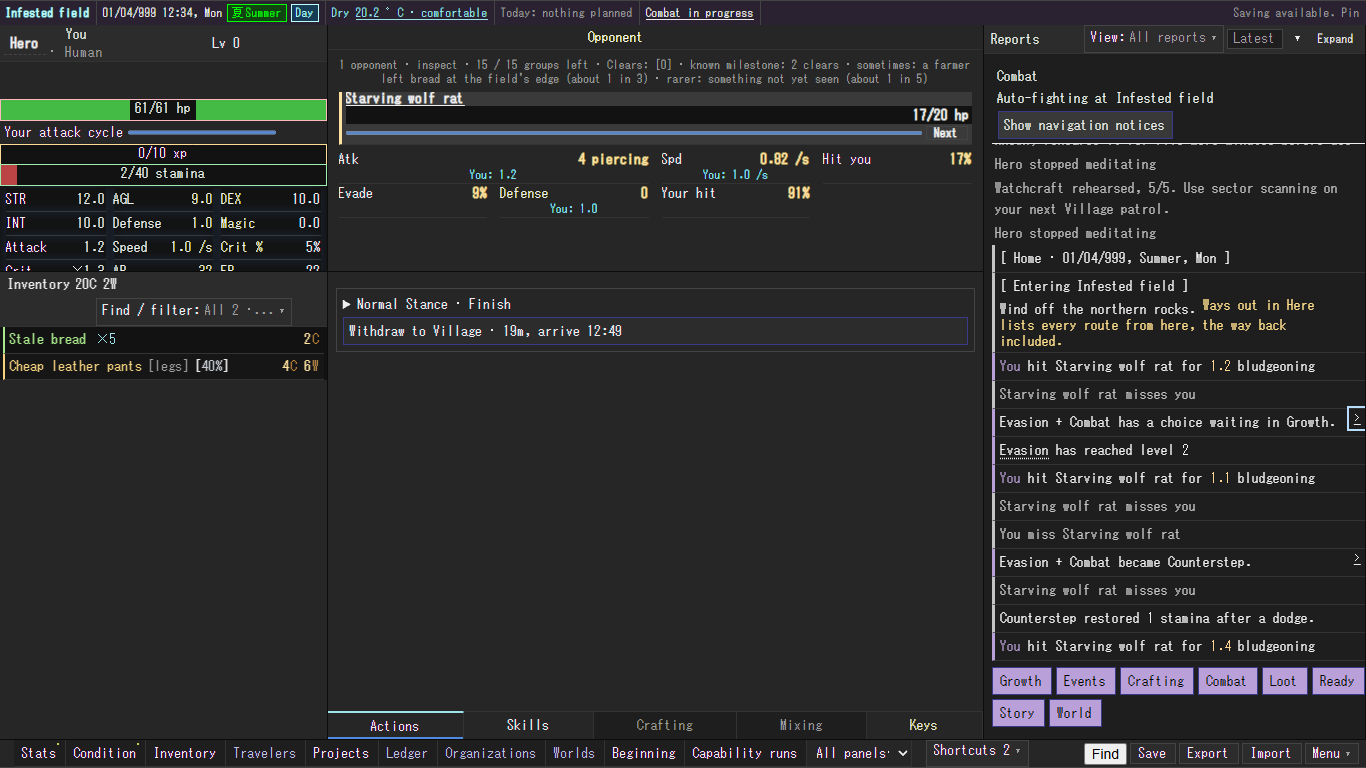 Infested field 01/04/999 12:34, Mon 夏Summer Day Dry 20.2 °C · comfortable Today: nothing planned Combat in progress Saving available. Pin
Hero · You Human Lv 0
61/61 hp
Your attack cycle
0/10 xp
2/40 stamina
STR 12.0 AGL 9.0 DEX 10.0
INT 10.0 Defense 1.0 Magic 0.0
Attack 1.2 Speed 1.0 /s Crit % 5%
Inventory 20C 2W
Find / filter: All 2 ·... ▾
Stale bread ×5 2C
Cheap leather pants [legs] [40%] 4C 6W
Opponent
1 opponent · inspect · 15 / 15 groups left · Clears: [0] · known milestone: 2 clears · sometimes: a farmer
left bread at the field's edge (about 1 in 3) · rarer: something not yet seen (about 1 in 5)
Starving wolf rat
17/20 hp
Next
Atk 4 piercing Spd 0.82 /s Hit you 17%
You: 1.2 You: 1.0 /s
Evade 9% Defense 0 Your hit 91%
You: 1.0
▶ Normal Stance · Finish
Withdraw to Village · 19m, arrive 12:49
Actions Skills Crafting Mixing Keys
Reports View: All reports ▾ Latest ▾ Expand
Combat
Auto-fighting at Infested field
Show navigation notices
Hero stopped meditating
Watchcraft rehearsed, 5/5. Use sector scanning on
your next Village patrol.
Hero stopped meditating
[ Home · 01/04/999, Summer, Mon ]
[ Entering Infested field ]
Wind off the northern rocks. Ways out in Here
lists every route from here, the way back
included.
You hit Starving wolf rat for 1.2 bludgeoning
Starving wolf rat misses you
Evasion + Combat has a choice waiting in Growth. >
Evasion has reached level 2
You hit Starving wolf rat for 1.1 bludgeoning
Starving wolf rat misses you
You miss Starving wolf rat
Evasion + Combat became Counterstep. >
Starving wolf rat misses you
Counterstep restored 1 stamina after a dodge.
You hit Starving wolf rat for 1.4 bludgeoning
Growth Events Crafting Combat Loot Ready
Story World
Stats Condition Inventory Travelers Projects Ledger Organizations Worlds Beginning Capability runs All panels Shortcuts 2 ▾ Find Save Export Import Menu ▾